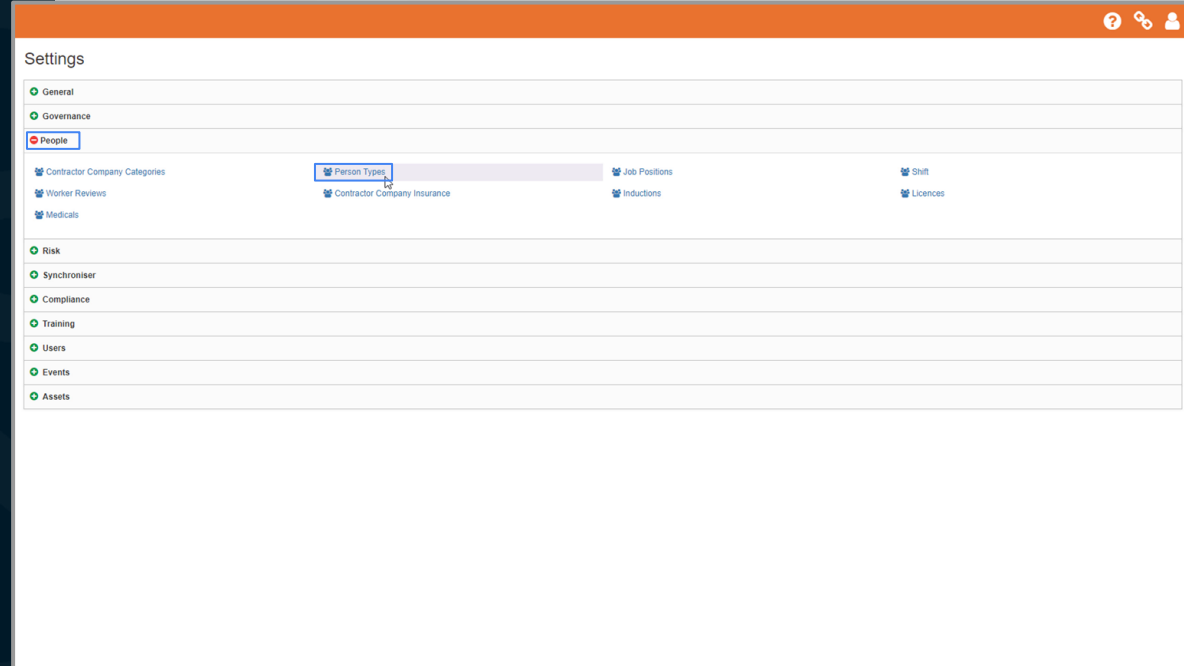 ?
Settings
General
Governance
People
Contractor Company Categories
Person Types
Job Positions
Shift
Worker Reviews
Contractor Company Insurance
Inductions
Licences
Medicals
Risk
Synchroniser
Compliance
Training
Users
Events
Assets